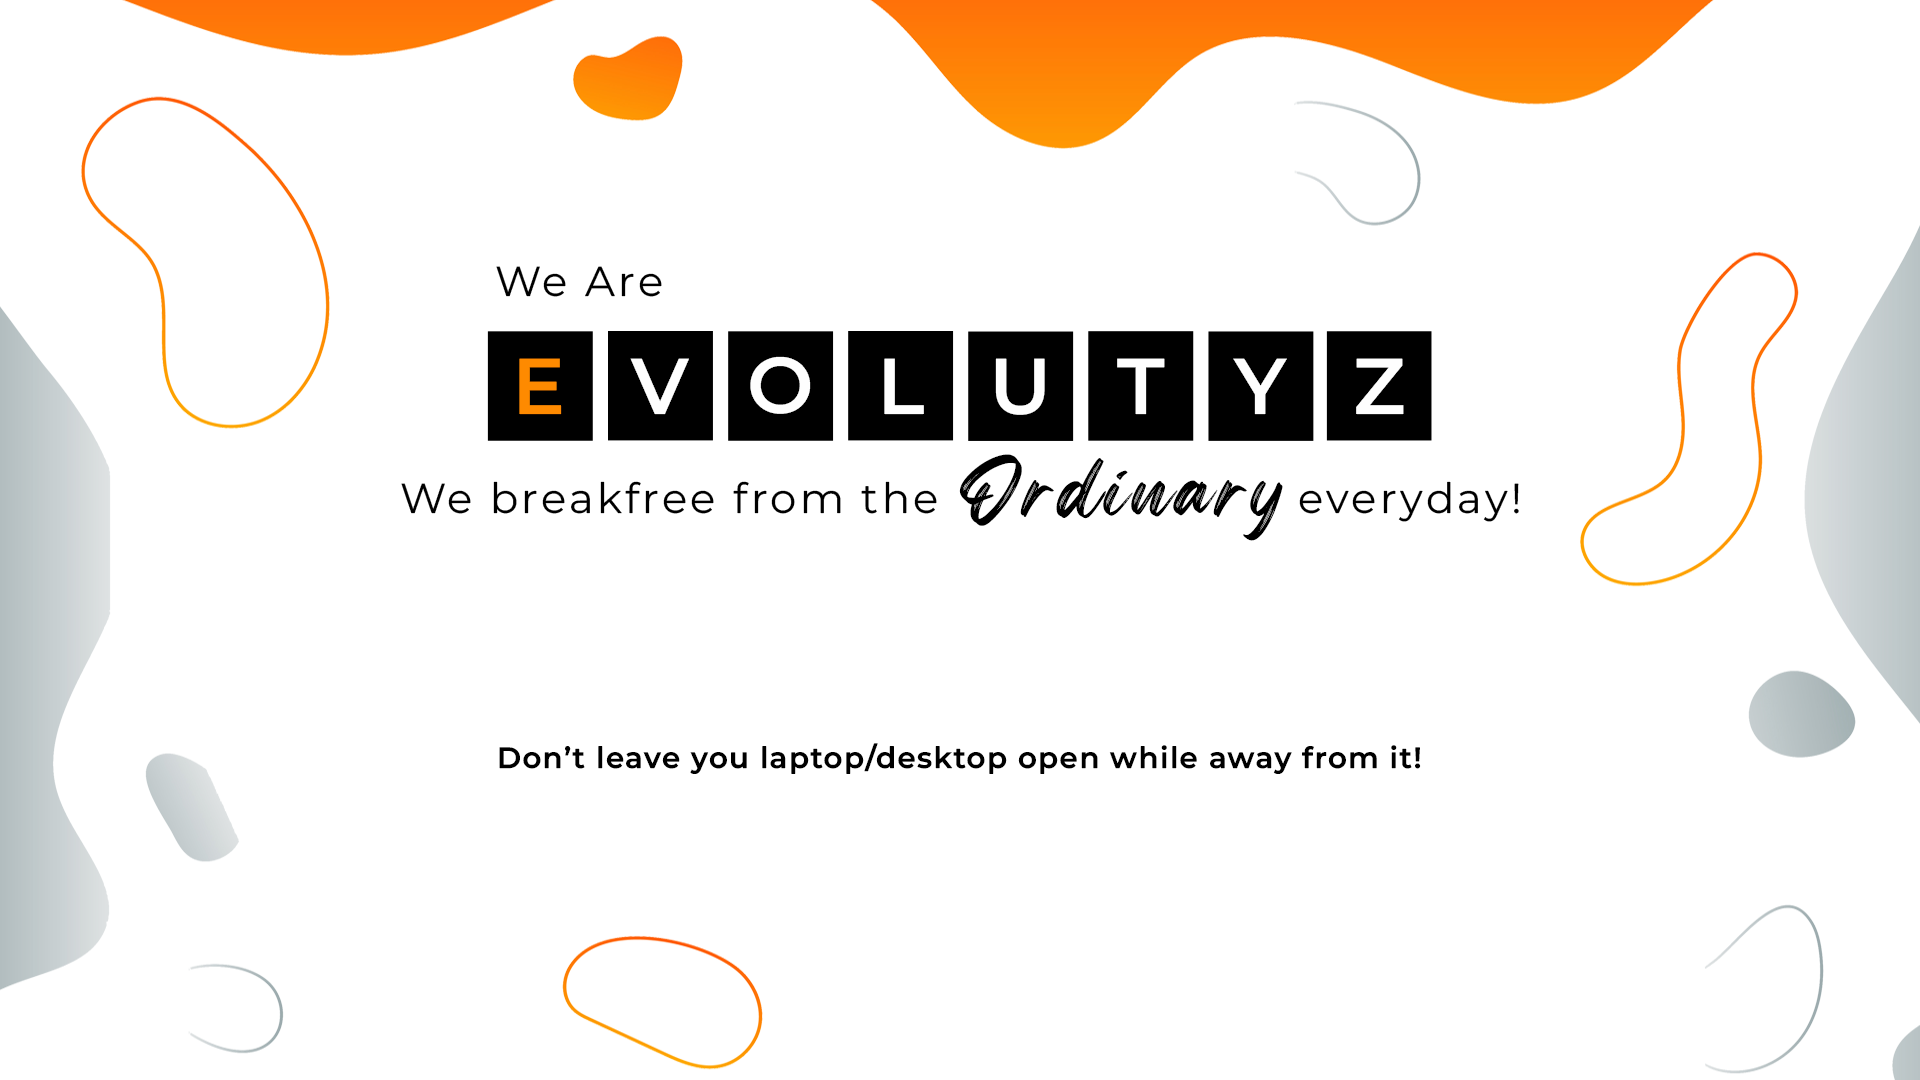 We Are
EVOLUTYZ
We breakfree from the Ordinary everyday!
Don’t leave you laptop/desktop open while away from it!